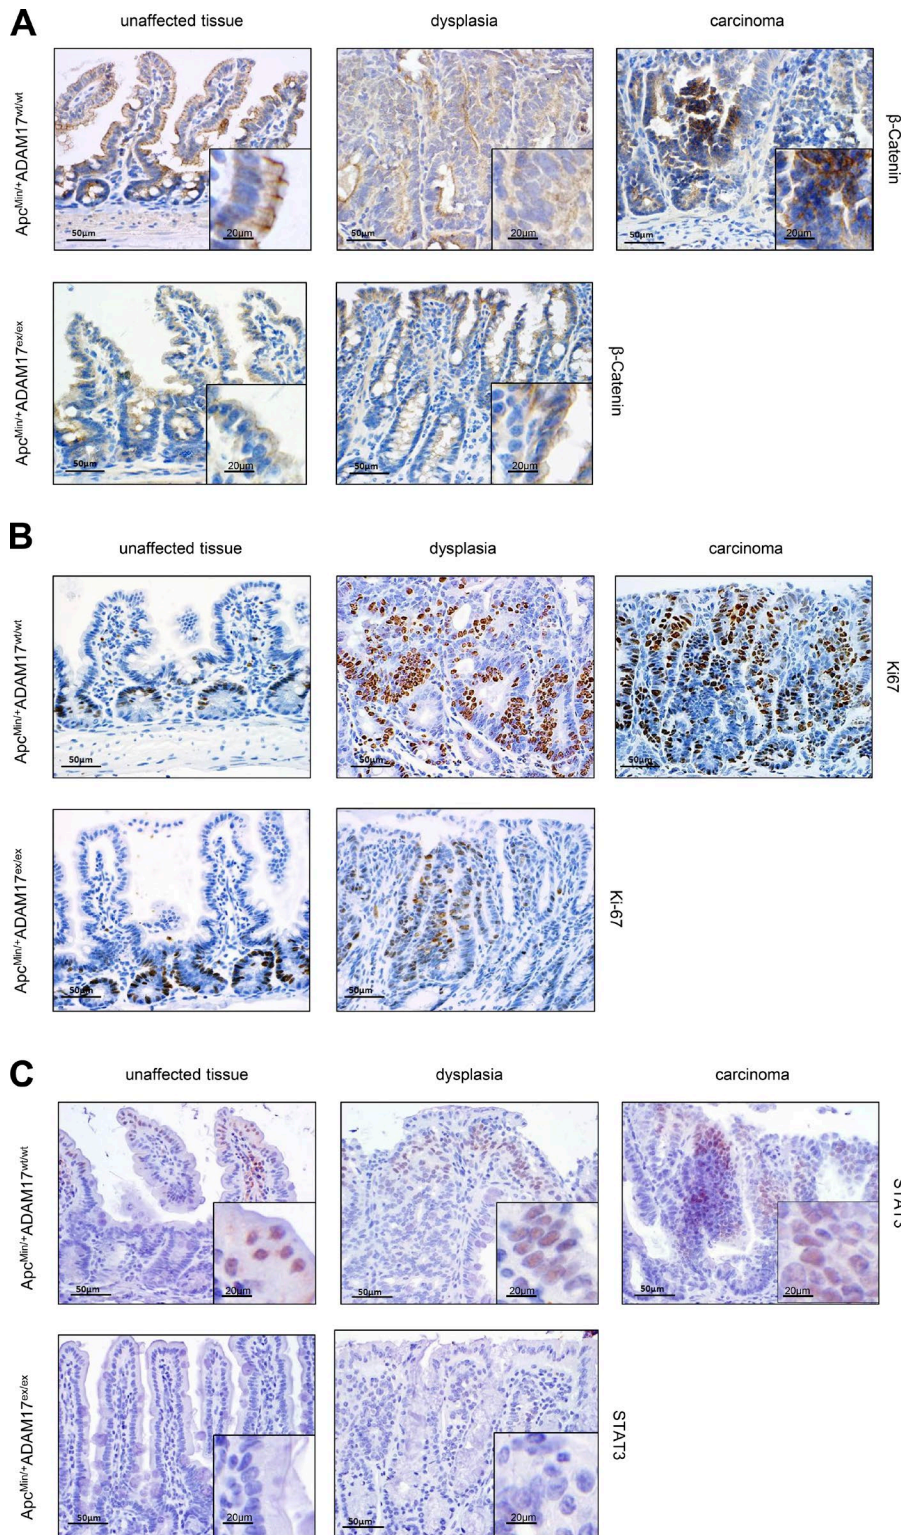 A
unaffected tissue dysplasia carcinoma
ApcMin/+ADAM17wt/wt
50µm 20µm 50µm 20µm 50µm 20µm
β-Catenin
ApcMin/+ADAM17ex/ex
50µm 20µm 50µm 20µm
β-Catenin
B
unaffected tissue dysplasia carcinoma
ApcMin/+ADAM17wt/wt
50µm 50µm 50µm
Ki67
ApcMin/+ADAM17ex/ex
50µm 50µm
Ki-67
C
unaffected tissue dysplasia carcinoma
ApcMin/+ADAM17wt/wt
50µm 20µm 50µm 20µm 50µm 20µm
STAT3
ApcMin/+ADAM17ex/ex
50µm 20µm 50µm 20µm
STAT3